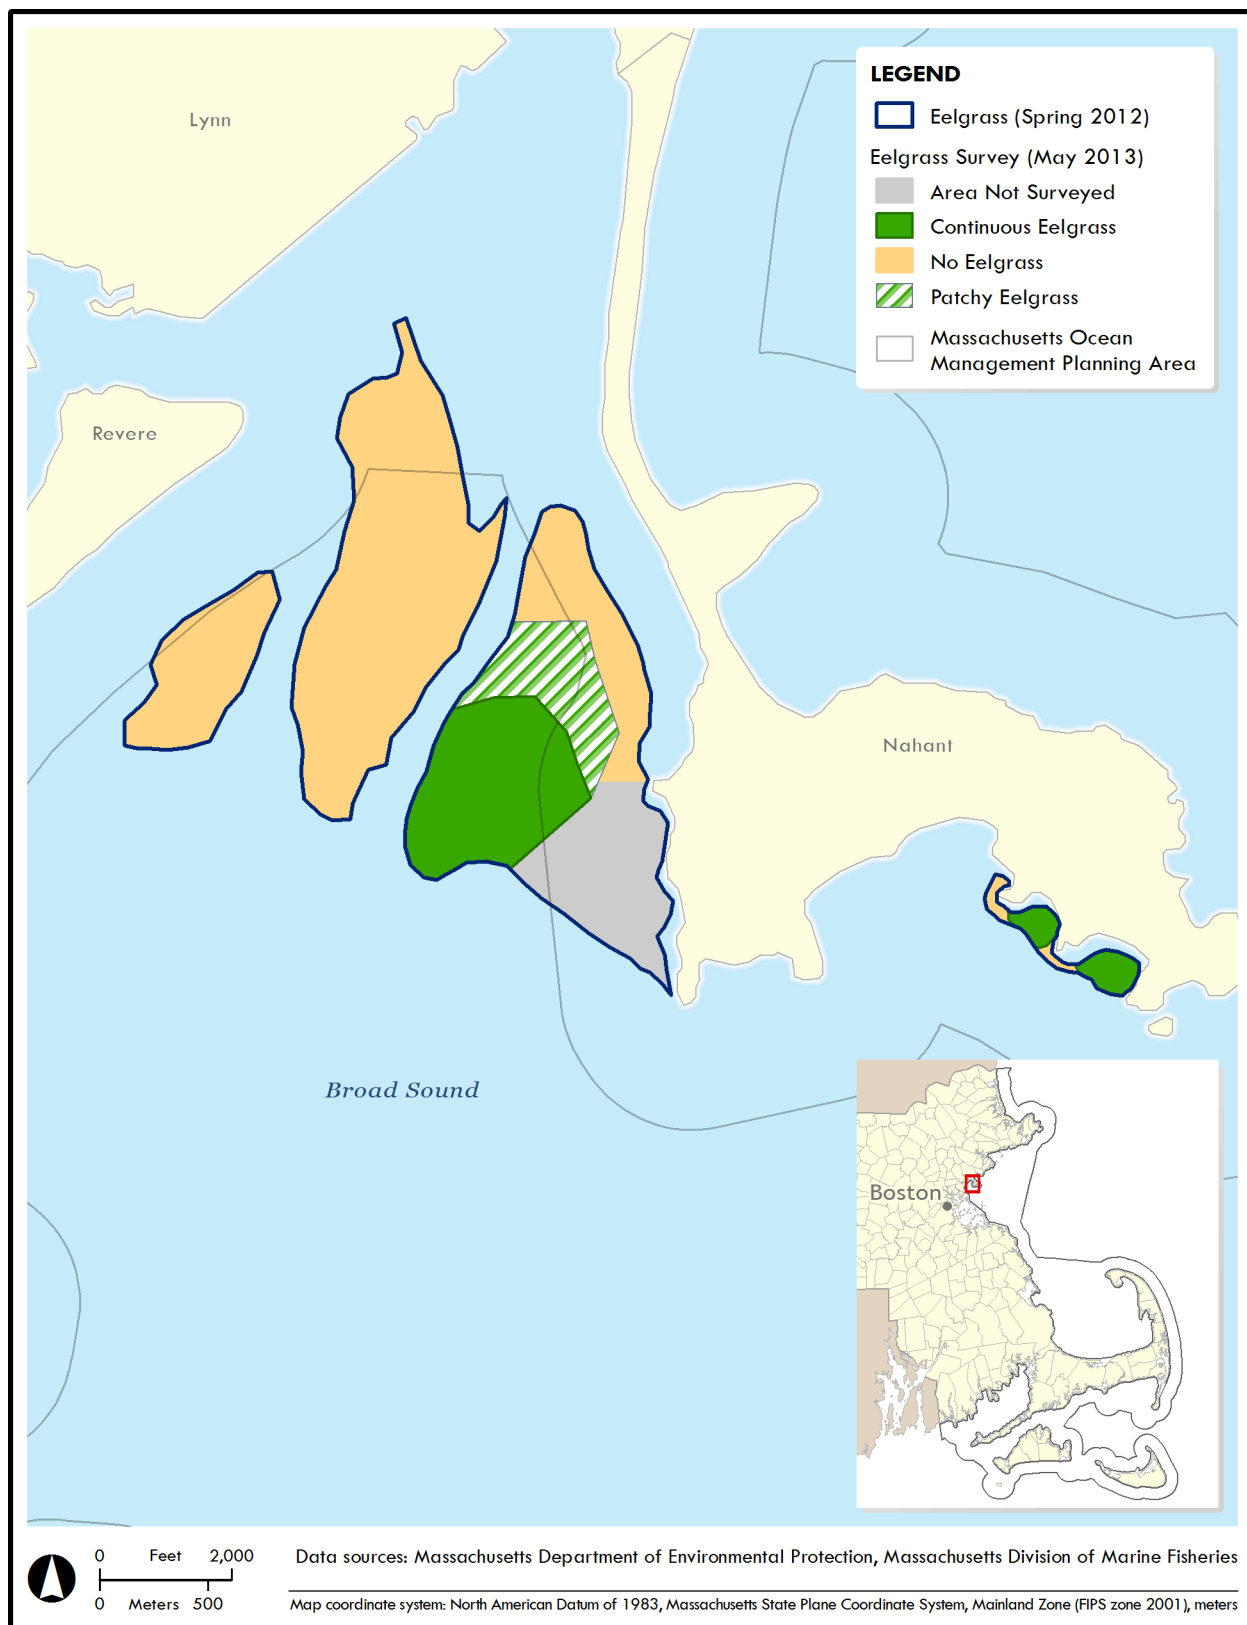 Lynn
Revere
Nahant
Broad Sound
LEGEND
Eelgrass (Spring 2012)
Eelgrass Survey (May 2013)
Area Not Surveyed
Continuous Eelgrass
No Eelgrass
Patchy Eelgrass
Massachusetts Ocean
Management Planning Area
Boston
0 Feet 2,000
0 Meters 500
Data sources: Massachusetts Department of Environmental Protection, Massachusetts Division of Marine Fisheries
Map coordinate system: North American Datum of 1983, Massachusetts State Plane Coordinate System, Mainland Zone (FIPS zone 2001), meters